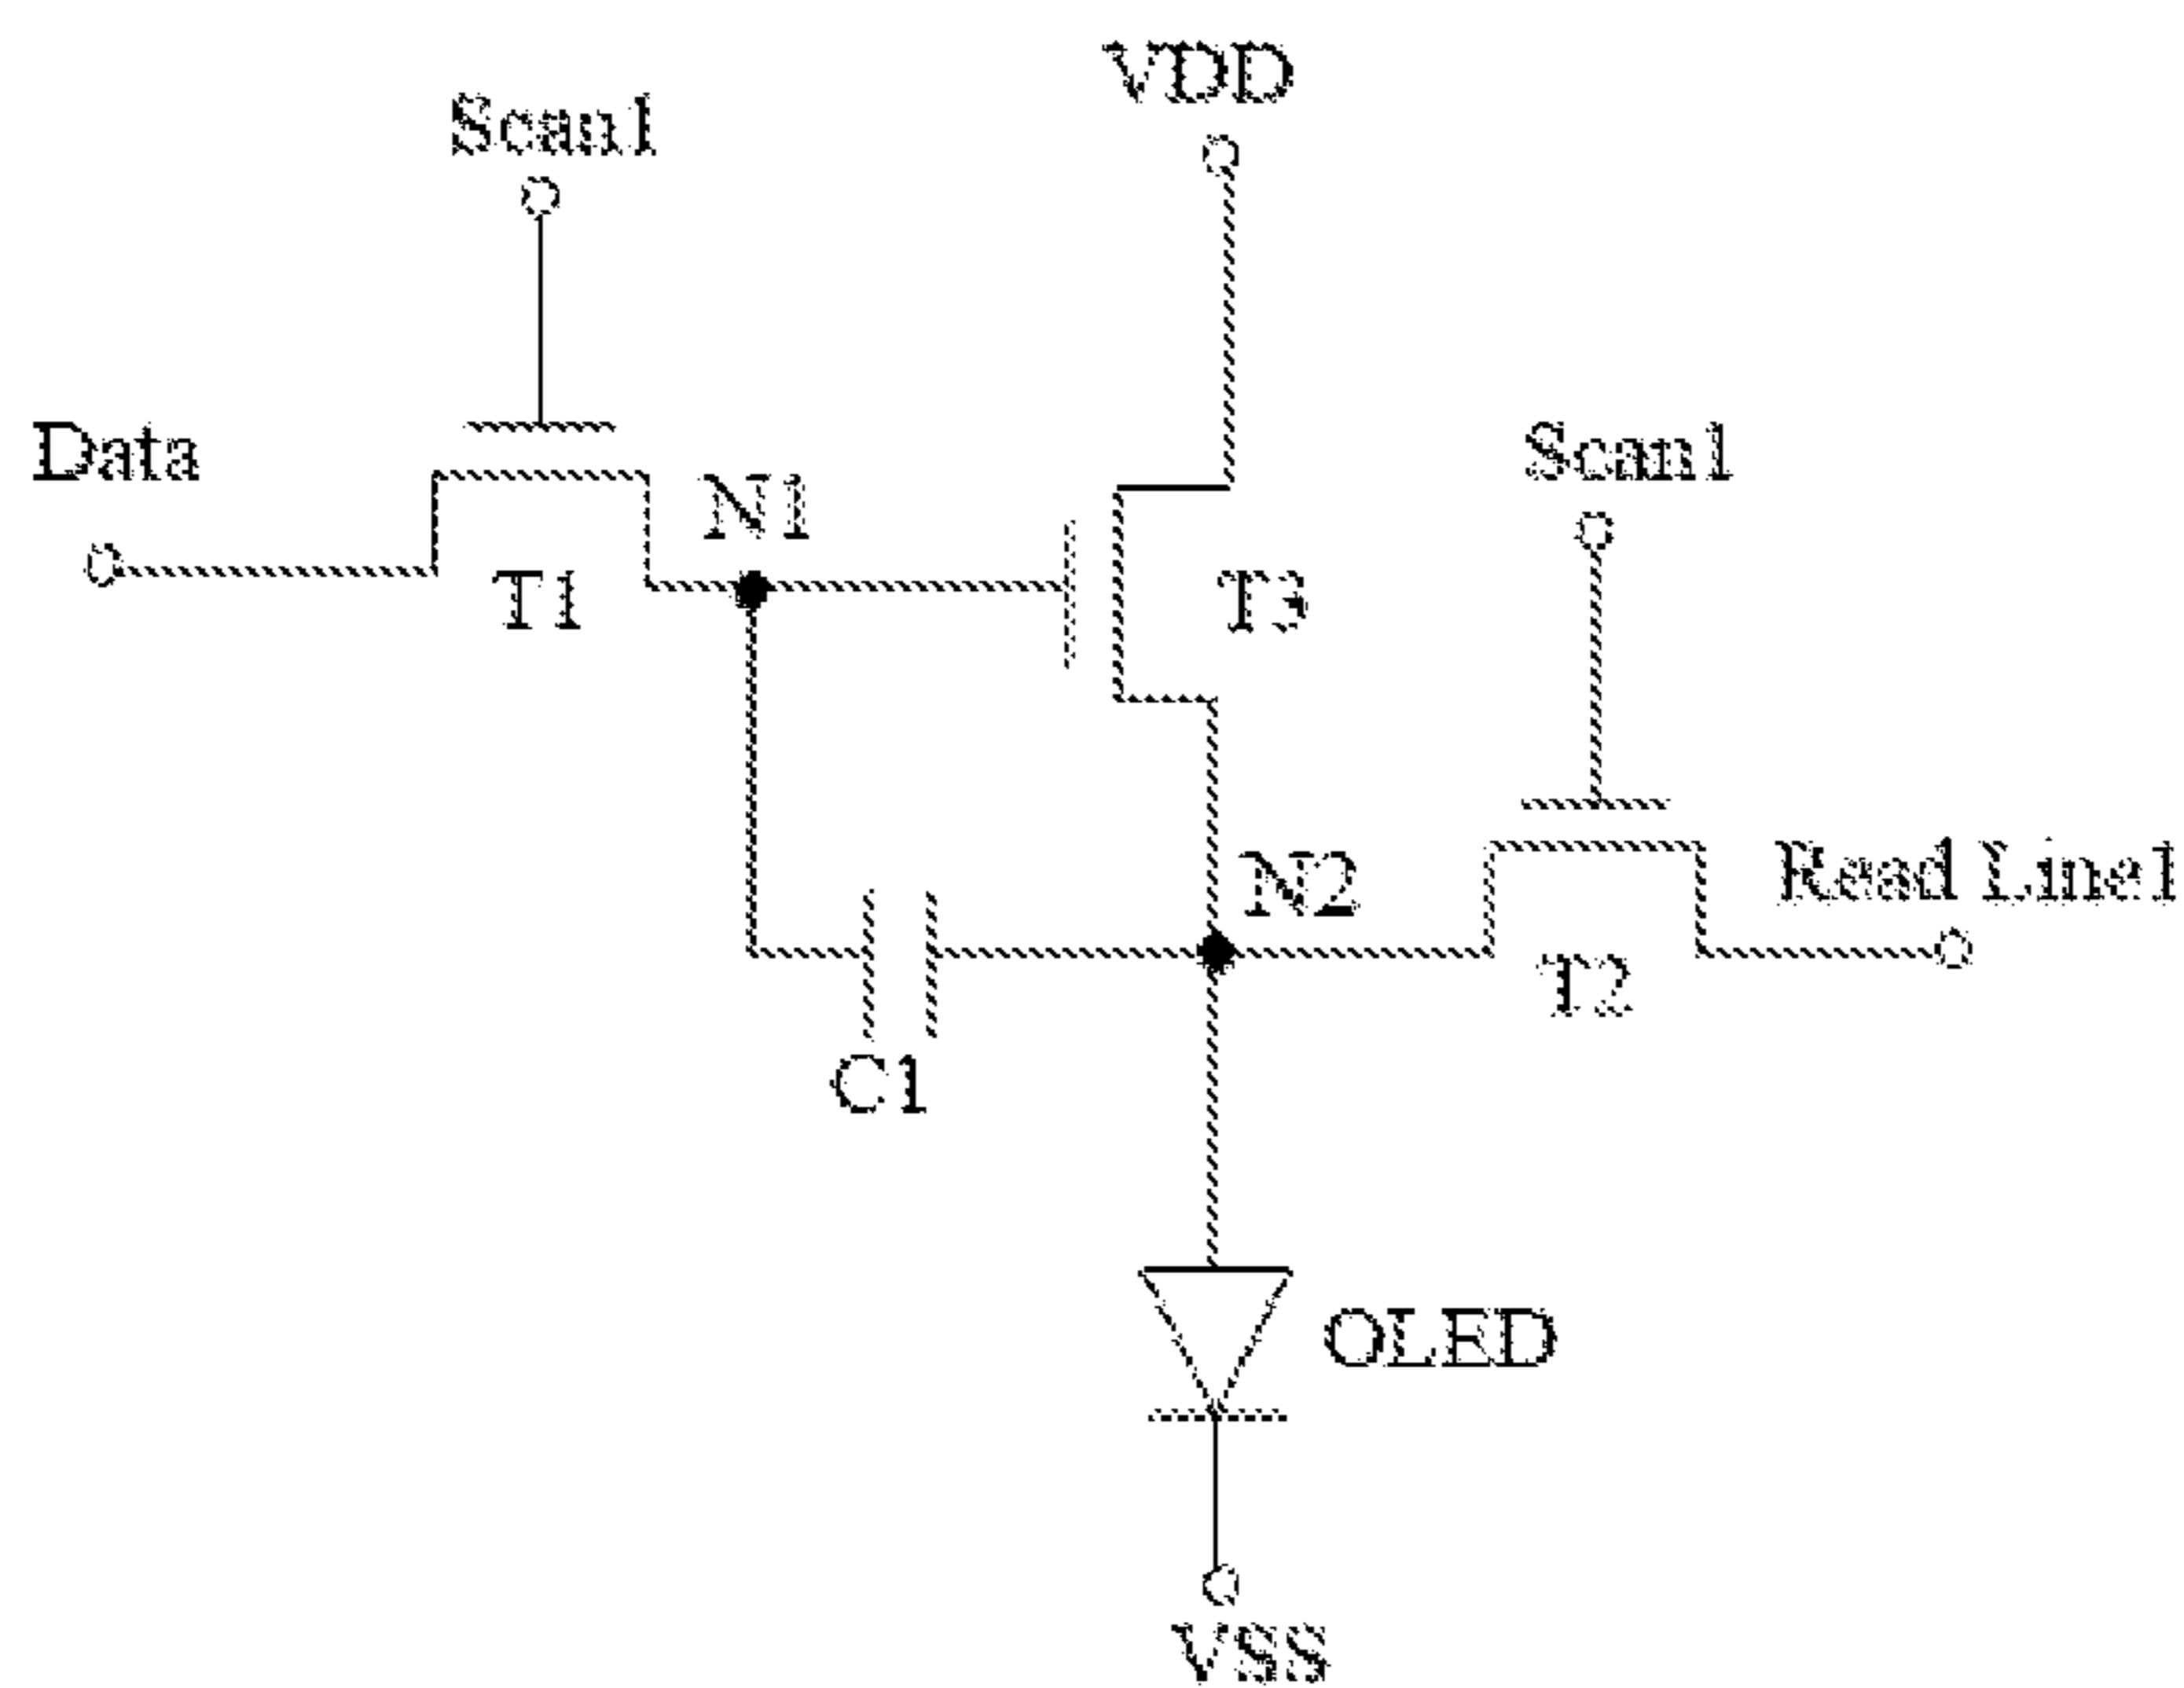 VDD
Scan1
Data
Scan1
N1
T1
T3
N2
Read Line1
T2
C1
OLED
VSS